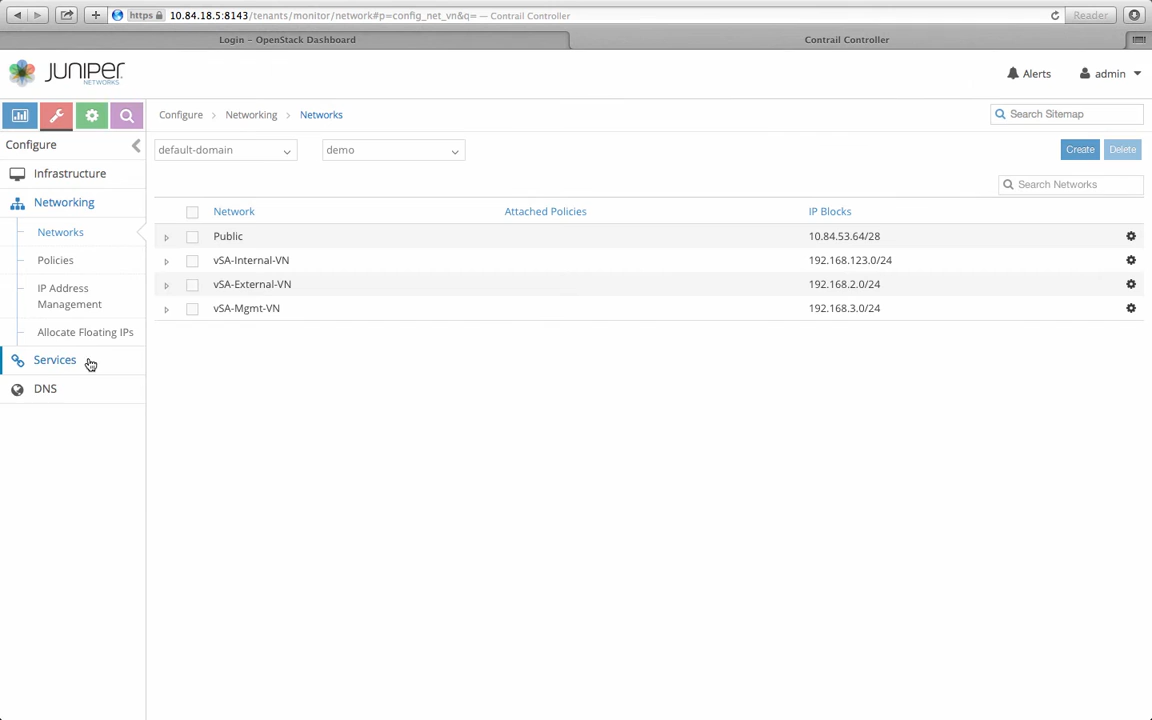 https 10.84.18.5:8143/tenants/monitor/network#p=config_net_vn&q= — Contrail Controller
Reader
Login – OpenStack Dashboard
Contrail Controller
JUNIPER
NETWORKS
Alerts
admin
Configure
Networking
Networks
Search Sitemap
Configure
default-domain
demo
Create
Delete
Infrastructure
Search Networks
Networking
Network
Attached Policies
IP Blocks
Networks
Public
10.84.53.64/28
Policies
vSA-Internal-VN
192.168.123.0/24
IP Address
Management
vSA-External-VN
192.168.2.0/24
vSA-Mgmt-VN
192.168.3.0/24
Allocate Floating IPs
Services
DNS